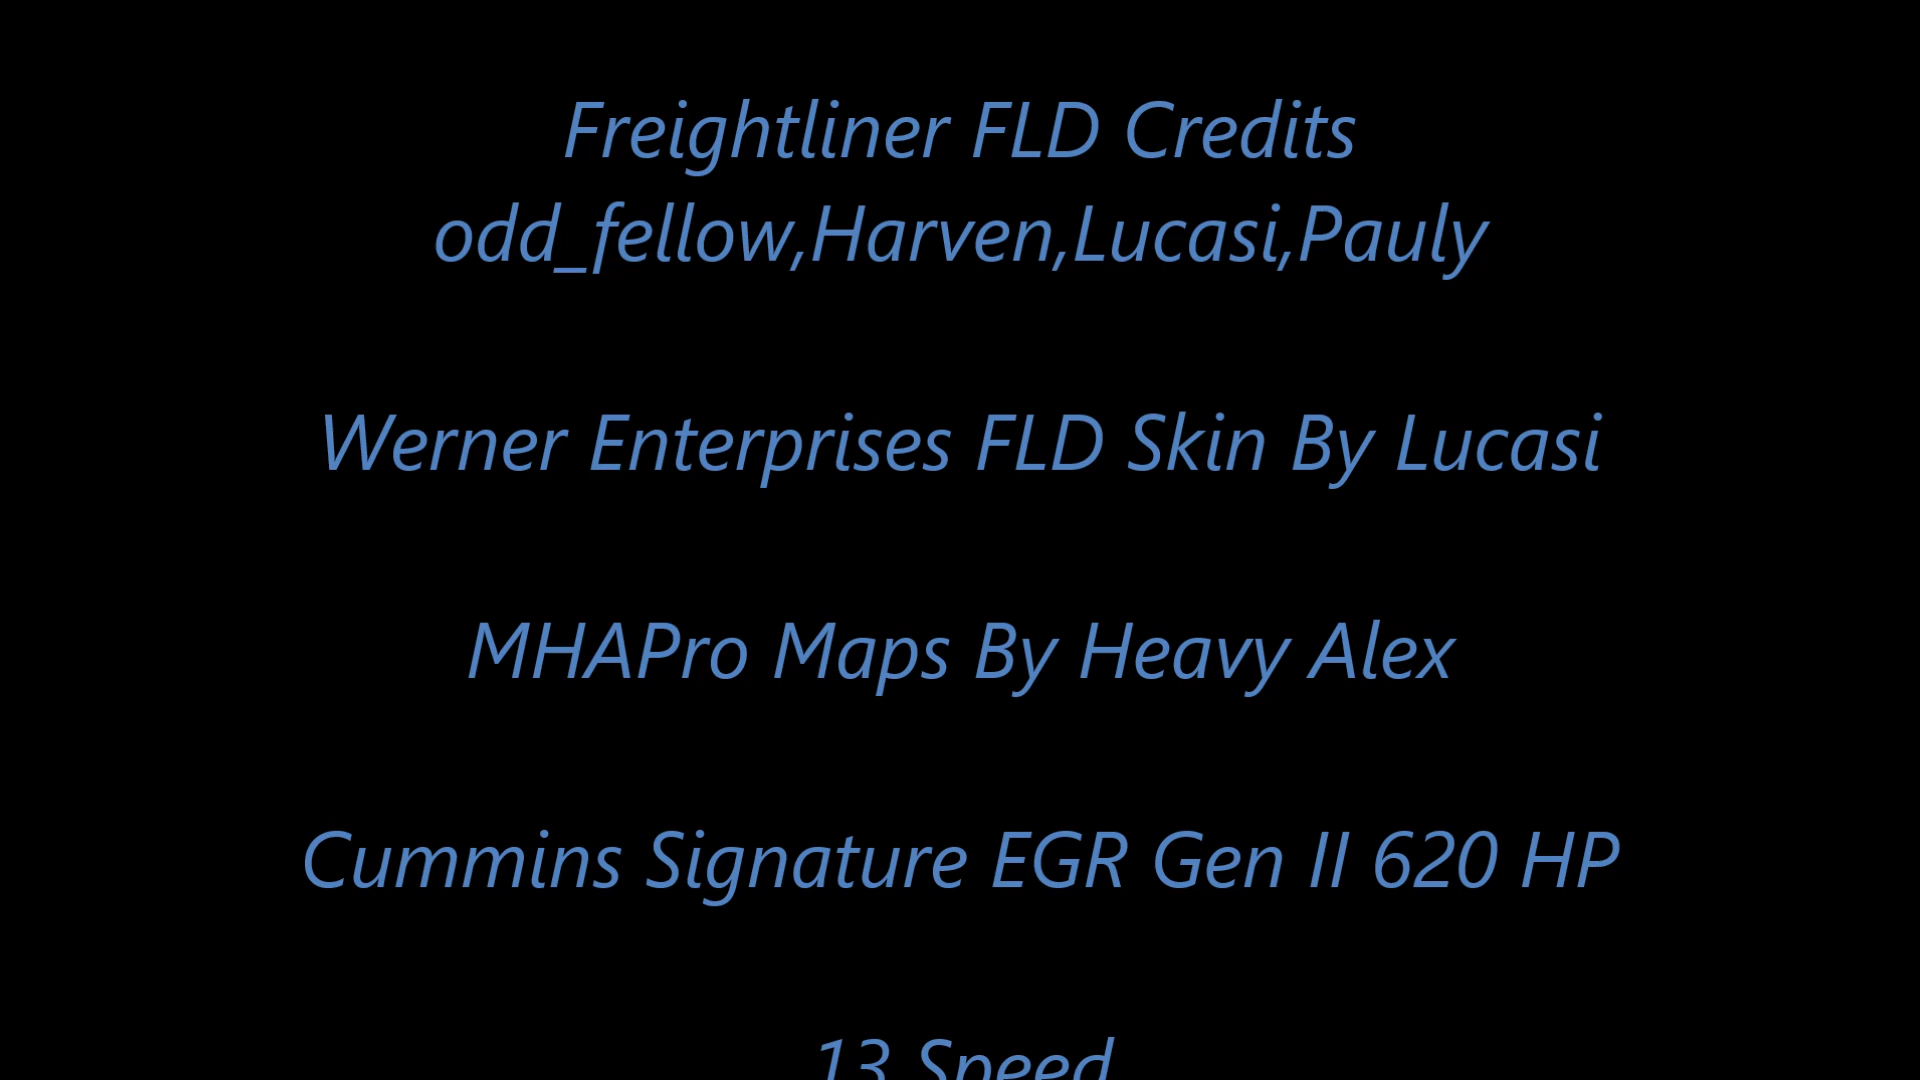 Freightliner FLD Credits
odd_fellow,Harven,Lucasi,Pauly
Werner Enterprises FLD Skin By Lucasi
MHAPro Maps By Heavy Alex
Cummins Signature EGR Gen II 620 HP
13 Speed